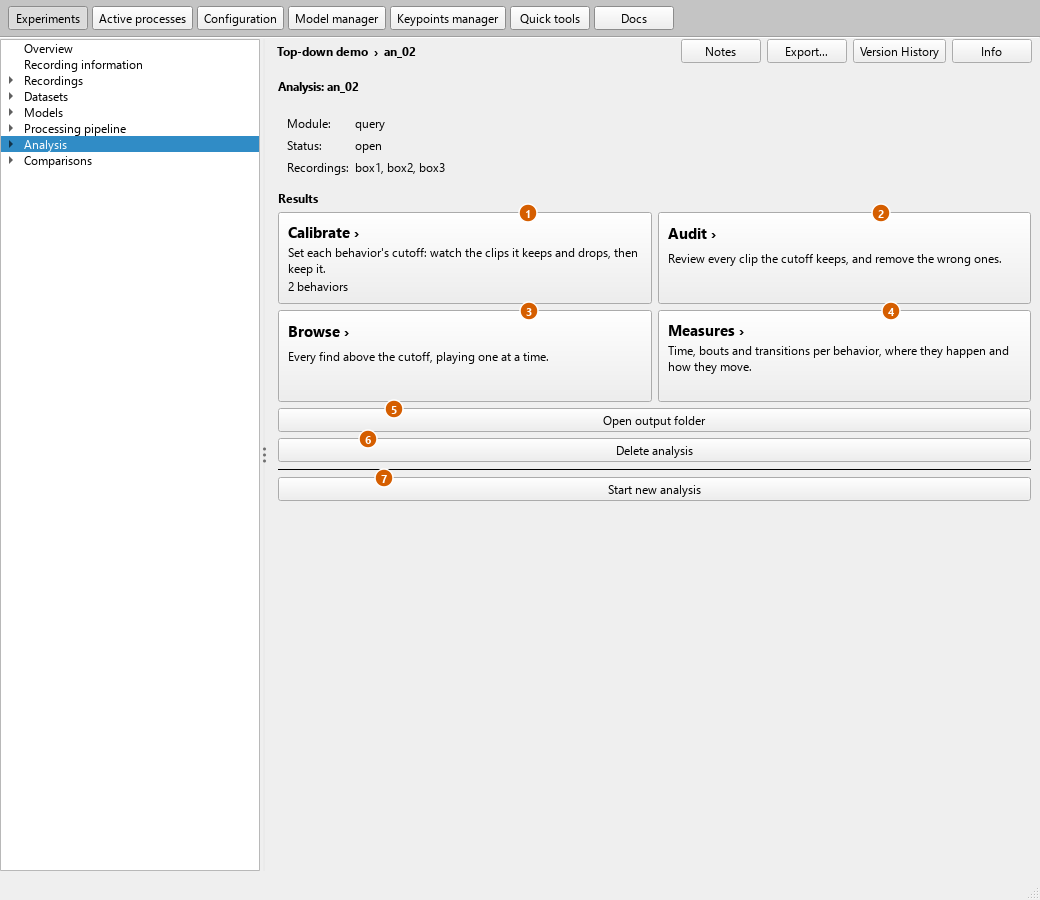 Experiments Active processes Configuration Model manager Keypoints manager Quick tools Docs
Overview
Recording information
Recordings
Datasets
Models
Processing pipeline
Analysis
Comparisons
Top-down demo › an_02
Notes Export... Version History Info
Analysis: an_02
Module: query
Status: open
Recordings: box1, box2, box3
Results
1
Calibrate ›
Set each behavior's cutoff: watch the clips it keeps and drops, then
keep it.
2 behaviors
2
Audit ›
Review every clip the cutoff keeps, and remove the wrong ones.
3
Browse ›
Every find above the cutoff, playing one at a time.
4
Measures ›
Time, bouts and transitions per behavior, where they happen and
how they move.
5
Open output folder
6
Delete analysis
7
Start new analysis